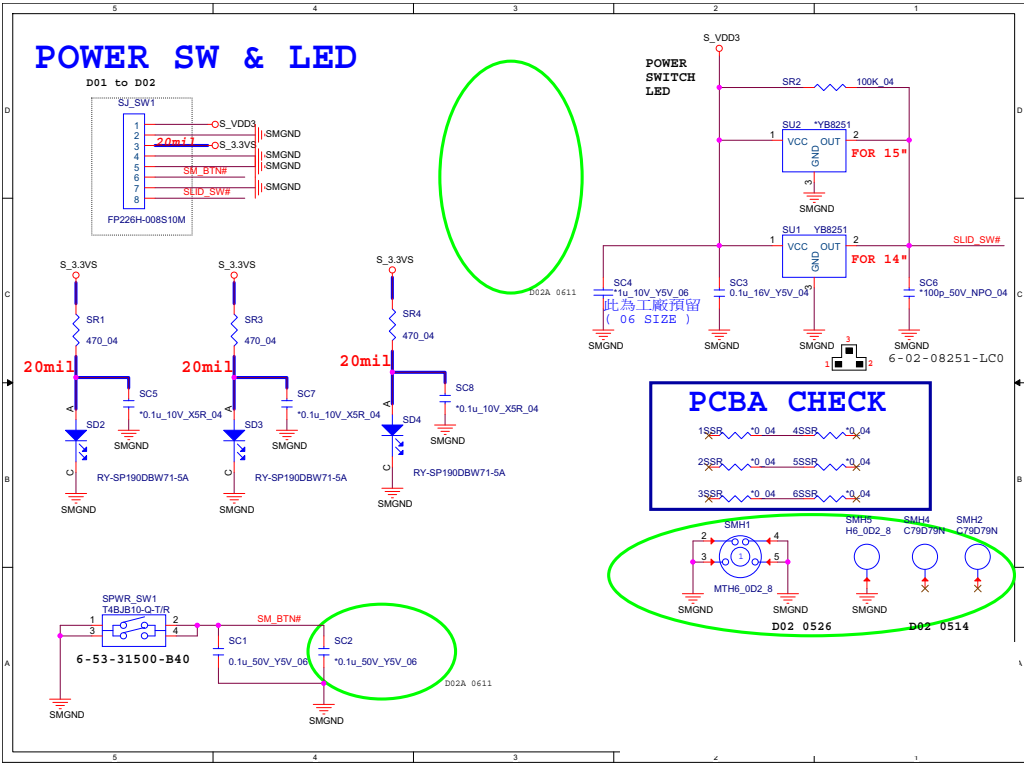 5
4
3
2
1
POWER SW & LED
D01 to D02
SJ_SW1
1
2
3
4
5
6
7
8
20mil
S_VDD3
SMGND
S_3.3VS
SMGND
SMGND
SM_BTN#
SMGND
SLID_SW#
FP226H-008S10M
S_VDD3
POWER
SWITCH
LED
SR2
100K_04
SU2
*YB8251
1
VCC
OUT
2
GND
3
FOR 15"
SMGND
SU1
YB8251
1
VCC
OUT
2
GND
3
FOR 14"
SLID_SW#
SC4
*1u_10V_Y5V_06
此為工廠預留
( 06 SIZE )
SC3
0.1u_16V_Y5V_04
SC6
*100p_50V_NPO_04
SMGND
SMGND
SMGND
SMGND
3
1
2
6-02-08251-LC0
D02A 0611
S_3.3VS
S_3.3VS
S_3.3VS
SR1
470_04
SR3
470_04
SR4
470_04
20mil
20mil
20mil
SC5
*0.1u_10V_X5R_04
SC7
*0.1u_10V_X5R_04
SC8
*0.1u_10V_X5R_04
SMGND
SMGND
SMGND
A
SD2
C
A
SD3
C
A
SD4
C
RY-SP190DBW71-5A
RY-SP190DBW71-5A
RY-SP190DBW71-5A
SMGND
SMGND
SMGND
PCBA CHECK
1SSR
*0_04
4SSR
*0_04
2SSR
*0_04
5SSR
*0_04
3SSR
*0_04
6SSR
*0_04
SMH1
2
3
4
5
1
MTH6_0D2_8
SMGND
SMGND
SMH5
H6_0D2_8
SMGND
SMH4
C79D79N
SMH2
C79D79N
D02 0526
D02 0514
SPWR_SW1
T4BJB10-Q-T/R
1
3
2
4
6-53-31500-B40
SM_BTN#
SC1
0.1u_50V_Y5V_06
SC2
*0.1u_50V_Y5V_06
D02A 0611
SMGND
SMGND
D
C
B
A
D
C
B
5
4
3